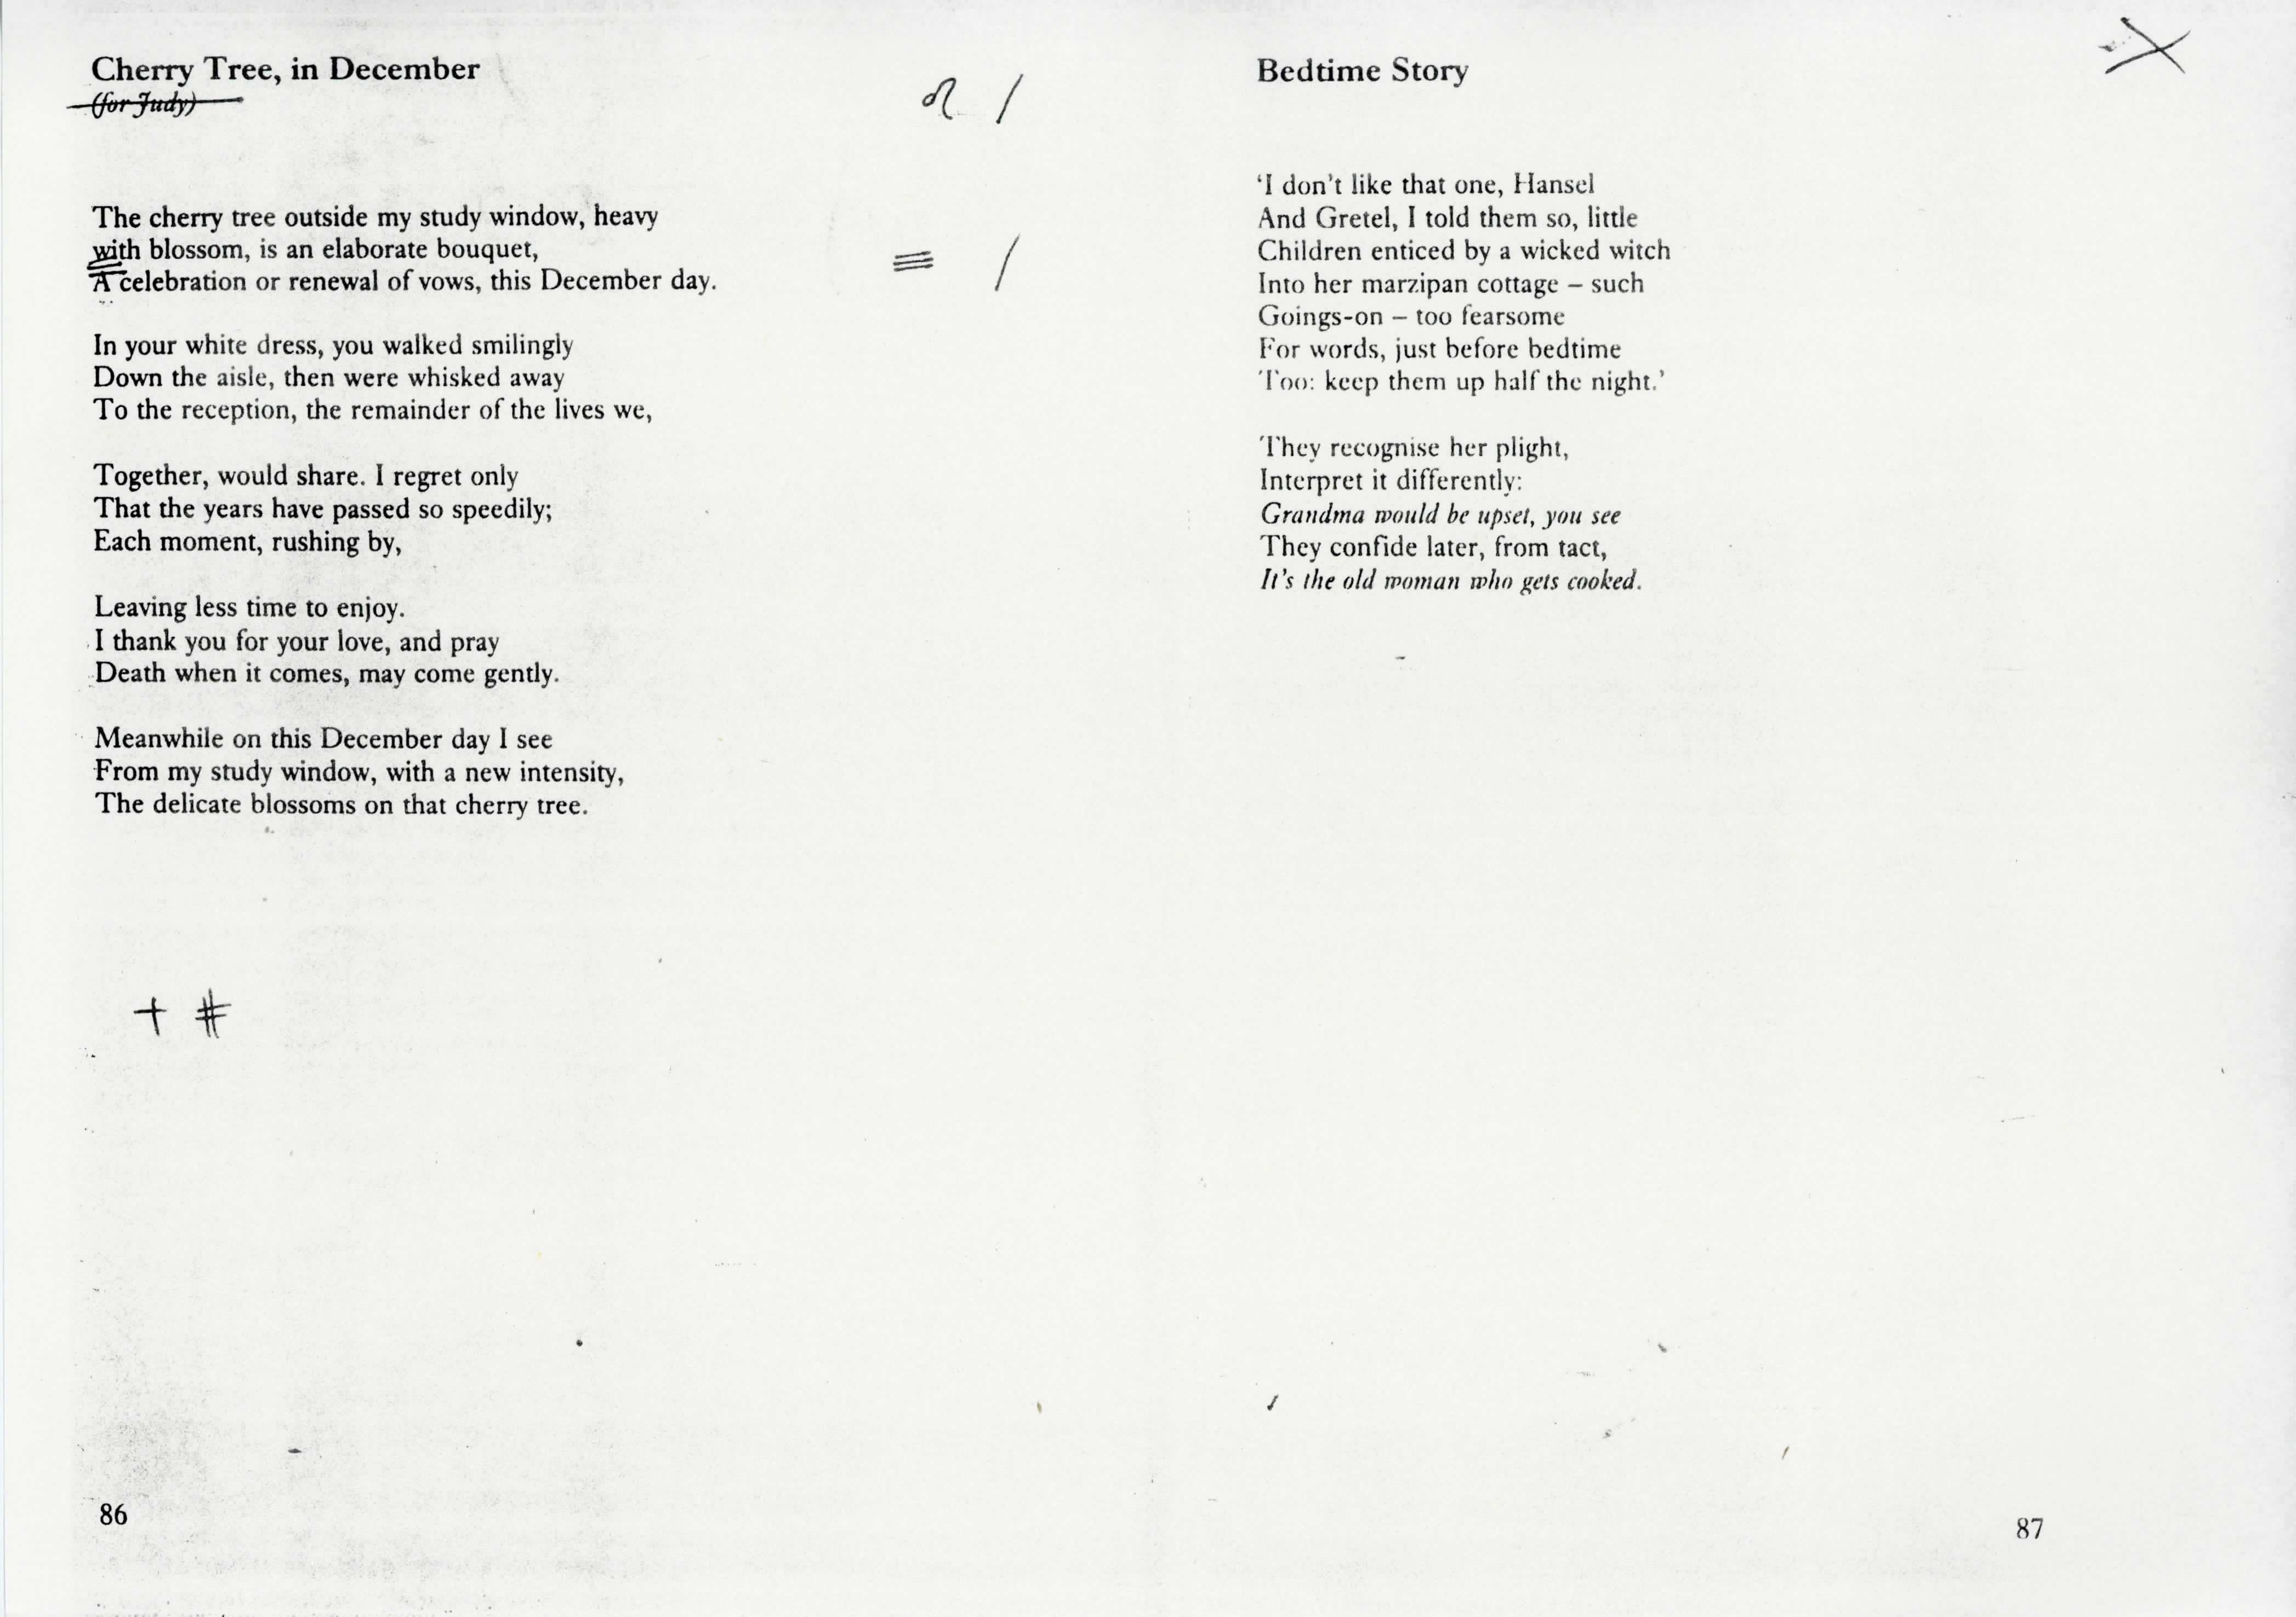 Cherry Tree, in December
(for Judy)
The cherry tree outside my study window, heavy
with blossom, is an elaborate bouquet,
A celebration or renewal of vows, this December day.
In your white dress, you walked smilingly
Down the aisle, then were whisked away
To the reception, the remainder of the lives we,
Together, would share. I regret only
That the years have passed so speedily;
Each moment, rushing by,
Leaving less time to enjoy.
I thank you for your love, and pray
Death when it comes, may come gently.
Meanwhile on this December day I see
From my study window, with a new intensity,
The delicate blossoms on that cherry tree.
+ #
86
Bedtime Story
‘I don't like that one, Hansel
And Gretel, I told them so, little
Children enticed by a wicked witch
Into her marzipan cottage – such
Goings-on – too fearsome
For words, just before bedtime
Too: keep them up half the night.’
They recognise her plight,
Interpret it differently:
Grandma would be upset, you see
They confide later, from tact,
It's the old woman who gets cooked.
87